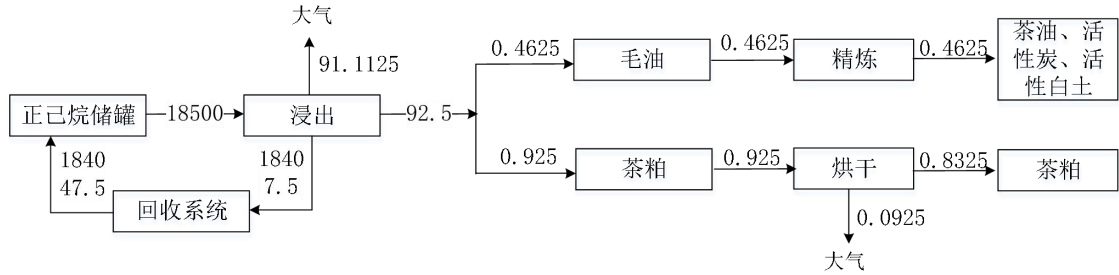 大气
91.1125
正己烷储罐
18500
浸出
92.5
1840
47.5
1840
7.5
回收系统
0.4625
毛油
0.4625
精炼
0.4625
茶油、活
性炭、活
性白土
0.925
茶粕
0.925
烘干
0.8325
茶粕
0.0925
大气